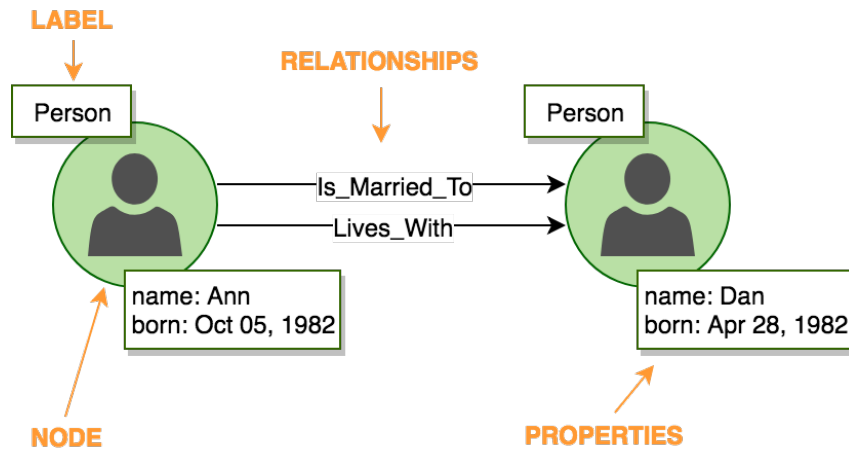 LABEL
RELATIONSHIPS
Person
Person
Is_Married_To
Lives_With
name: Ann
born: Oct 05, 1982
name: Dan
born: Apr 28, 1982
NODE
PROPERTIES